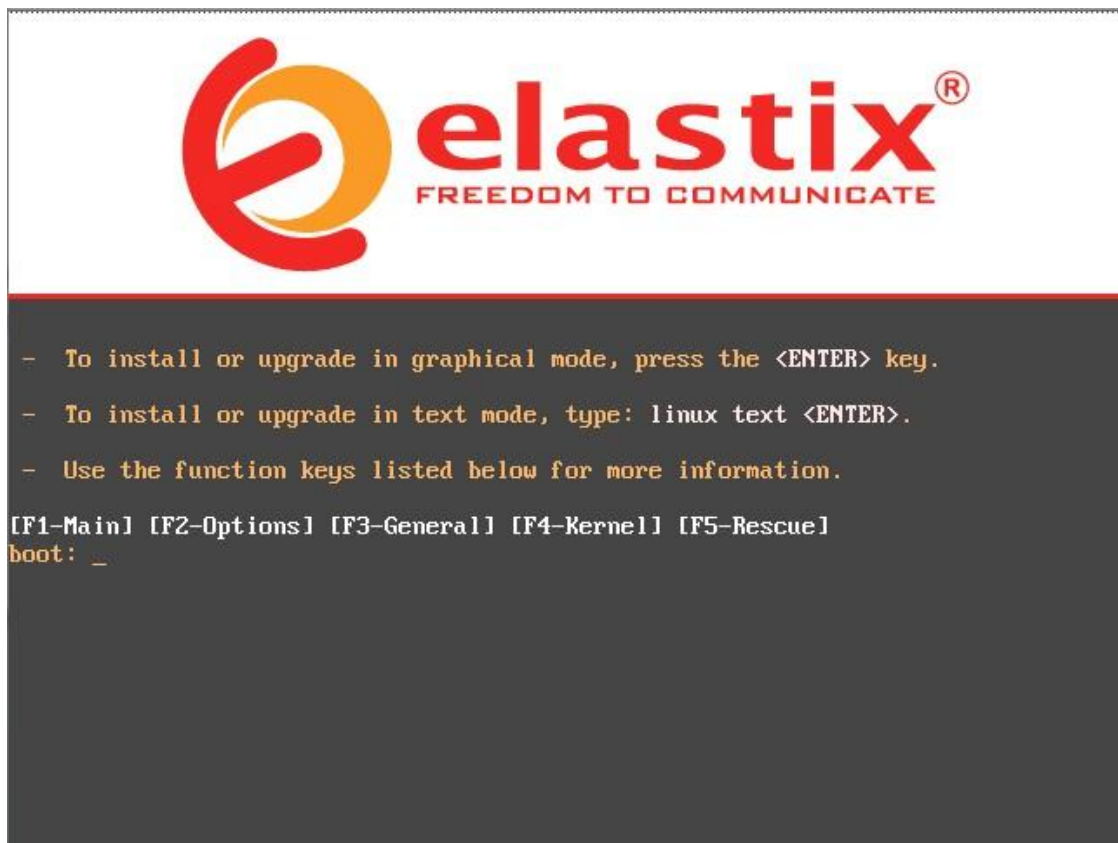 elastix®
FREEDOM TO COMMUNICATE
- To install or upgrade in graphical mode, press the <ENTER> key.
- To install or upgrade in text mode, type: linux text <ENTER>.
- Use the function keys listed below for more information.
[F1-Main] [F2-Options] [F3-General] [F4-Kernel] [F5-Rescue]
boot: _